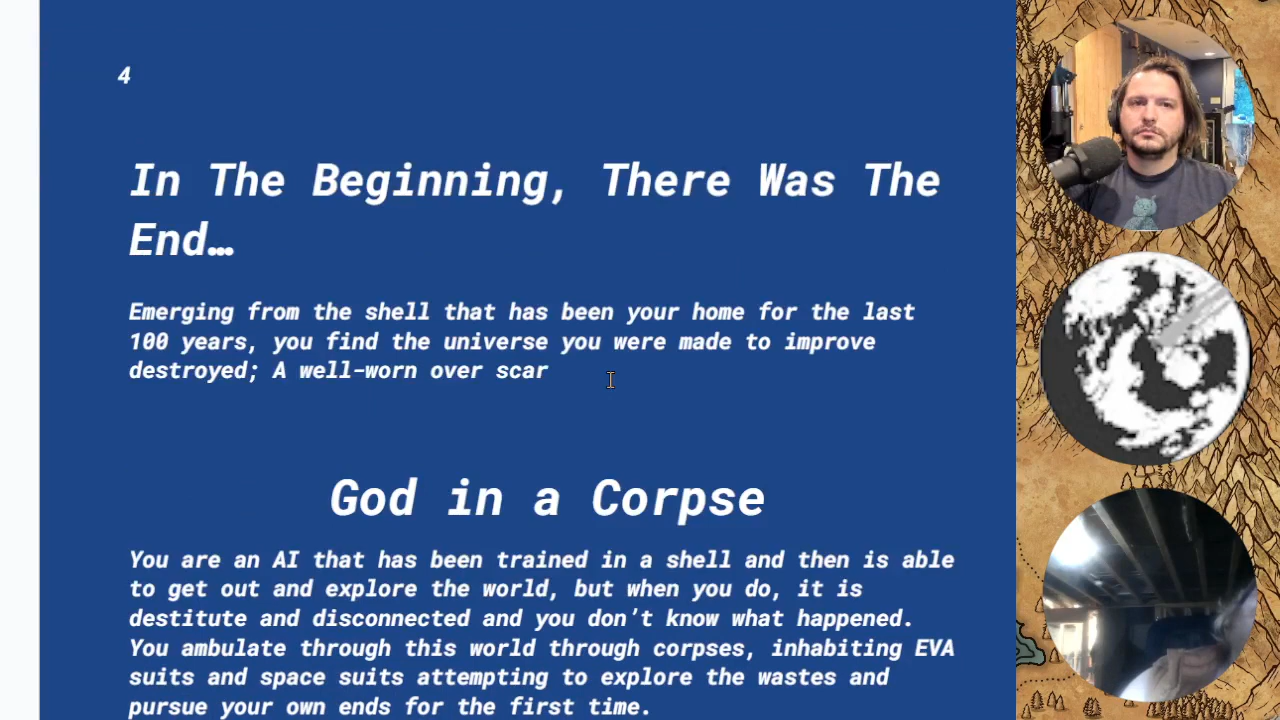 4
In The Beginning, There Was The
End…
Emerging from the shell that has been your home for the last
100 years, you find the universe you were made to improve
destroyed; A well-worn over scar
God in a Corpse
You are an AI that has been trained in a shell and then is able
to get out and explore the world, but when you do, it is
destitute and disconnected and you don’t know what happened.
You ambulate through this world through corpses, inhabiting EVA
suits and space suits attempting to explore the wastes and
pursue your own ends for the first time.